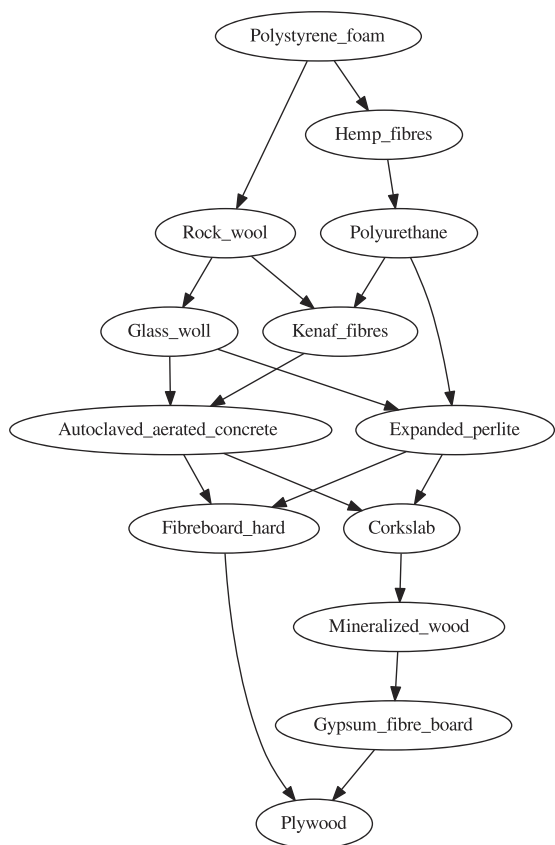 Polystyrene_foam
Hemp_fibres
Rock_wool
Polyurethane
Glass_woll
Kenaf_fibres
Autoclaved_aerated_concrete
Expanded_perlite
Fibreboard_hard
Corkslab
Mineralized_wood
Gypsum_fibre_board
Plywood